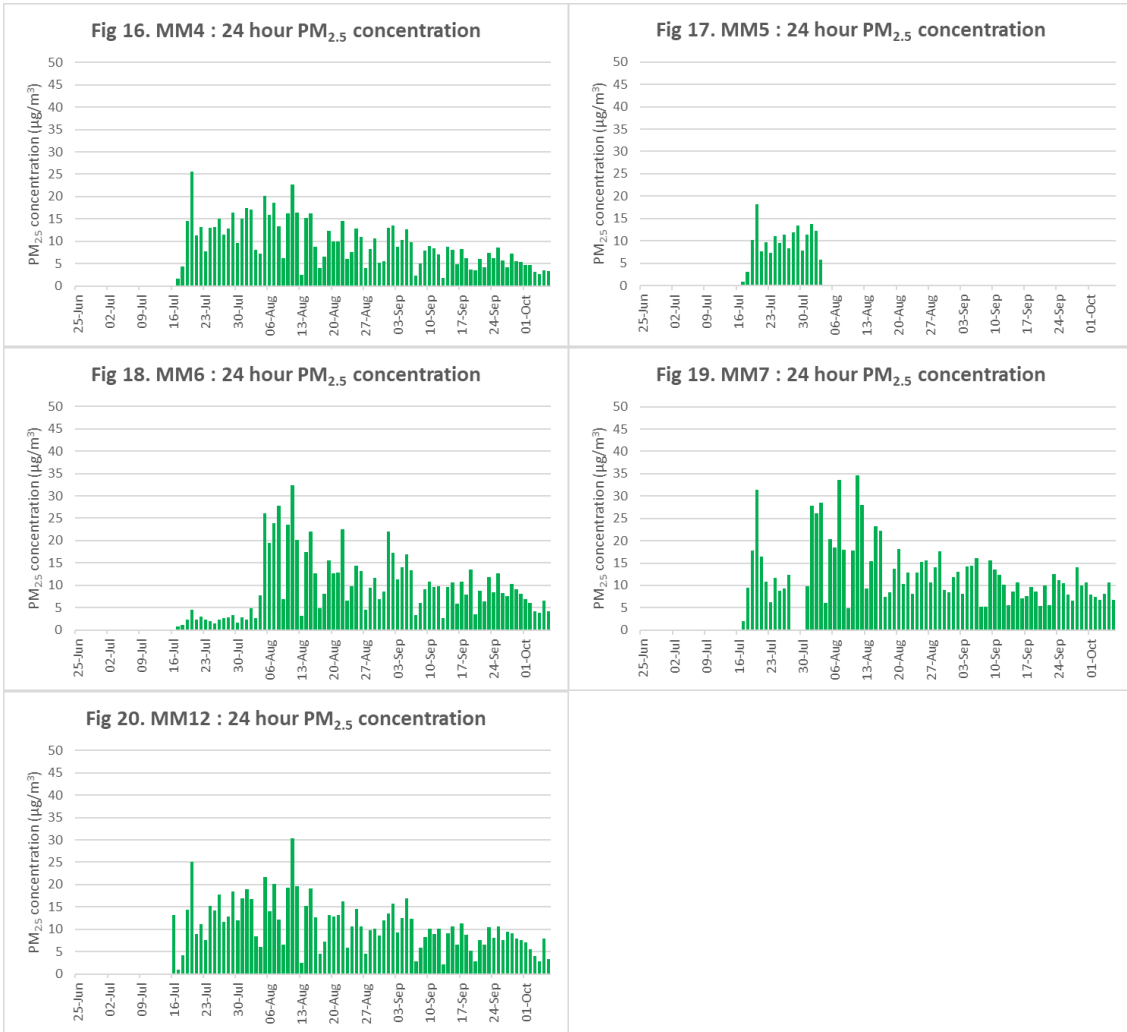 Fig 16. MM4 : 24 hour PM2.5 concentration
PM2.5 concentration (µg/m³)
50
45
40
35
30
25
20
15
10
5
0
25-Jun
02-Jul
09-Jul
16-Jul
23-Jul
30-Jul
06-Aug
13-Aug
20-Aug
27-Aug
03-Sep
10-Sep
17-Sep
24-Sep
01-Oct
Fig 17. MM5 : 24 hour PM2.5 concentration
PM2.5 concentration (µg/m³)
50
45
40
35
30
25
20
15
10
5
0
25-Jun
02-Jul
09-Jul
16-Jul
23-Jul
30-Jul
06-Aug
13-Aug
20-Aug
27-Aug
03-Sep
10-Sep
17-Sep
24-Sep
01-Oct
Fig 18. MM6 : 24 hour PM2.5 concentration
PM2.5 concentration (µg/m³)
50
45
40
35
30
25
20
15
10
5
0
25-Jun
02-Jul
09-Jul
16-Jul
23-Jul
30-Jul
06-Aug
13-Aug
20-Aug
27-Aug
03-Sep
10-Sep
17-Sep
24-Sep
01-Oct
Fig 19. MM7 : 24 hour PM2.5 concentration
PM2.5 concentration (µg/m³)
50
45
40
35
30
25
20
15
10
5
0
25-Jun
02-Jul
09-Jul
16-Jul
23-Jul
30-Jul
06-Aug
13-Aug
20-Aug
27-Aug
03-Sep
10-Sep
17-Sep
24-Sep
01-Oct
Fig 20. MM12 : 24 hour PM2.5 concentration
PM2.5 concentration (µg/m³)
50
45
40
35
30
25
20
15
10
5
0
25-Jun
02-Jul
09-Jul
16-Jul
23-Jul
30-Jul
06-Aug
13-Aug
20-Aug
27-Aug
03-Sep
10-Sep
17-Sep
24-Sep
01-Oct